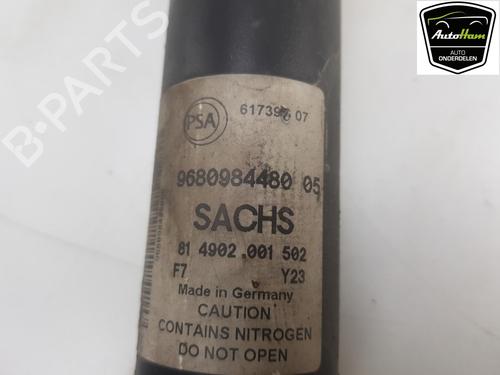 AutoHam
AUTO
ONDERDELEN
B-PARTS
PSA
07
9680984480 05
SACHS
81 4902.001 502
F7 Y23
Made in Germany
CAUTION
CONTAINS NITROGEN
DO NOT OPEN